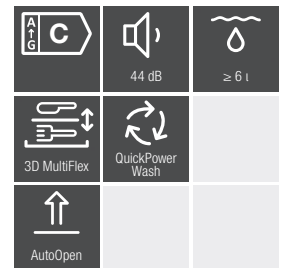 A
↑
G
C
44 dB
≥ 6 ι
3D MultiFlex
QuickPower
Wash
AutoOpen